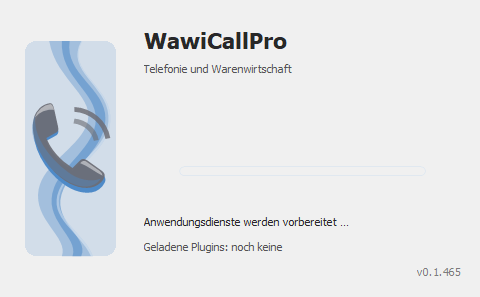 WawiCallPro
Telefonie und Warenwirtschaft
Anwendungsdienste werden vorbereitet ...
Geladene Plugins: noch keine
v0.1.465